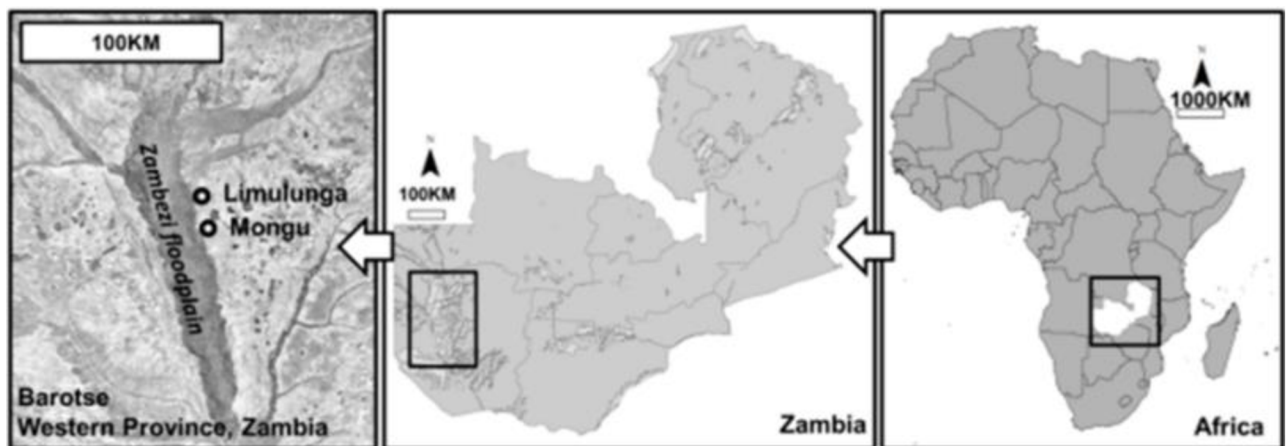 100KM
Zambezi floodplain
Limulunga
Mongu
Barotse
Western Province, Zambia
N
100KM
Zambia
N
1000KM
Africa